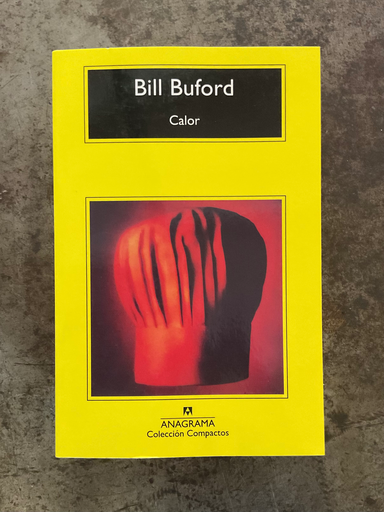 Bill Buford
Calor
ANAGRAMA
Colección Compactos